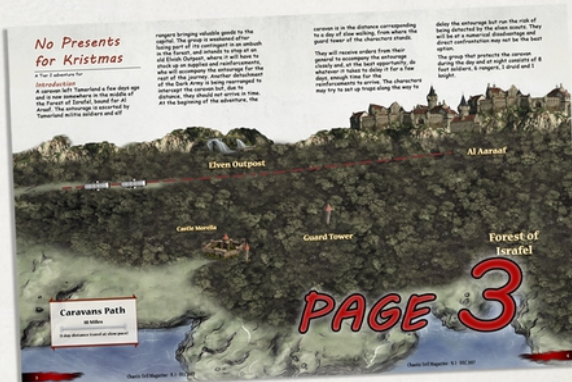 No Presents
for Kristmas
A Tier 2 adventure for
Introduction
A caravan left Tamerland a few days ago
and is now somewhere in the middle of
the Forest of Israfel, bound for Al
Araaf. The entourage is escorted by
Tamerland militia soldiers and elf
rangers bringing valuable goods to the
capital. The group is weakened after
losing part of its contingent in an ambush
in the forest, and intends to stop at an
old Elvish Outpost, where it will have to
stock up on supplies and reinforcements,
who will accompany the entourage for the
rest of the journey. Another detachment
of the Dark Army is being rearranged to
intercept the caravan but, due to
distance, they should not arrive in time.
At the beginning of the adventure, the
caravan is in the distance corresponding
to a day of slow walking, from where the
guard tower of the characters stands.
They will receive orders from their
general to accompany the entourage
closely and, at the best opportunity, do
whatever it takes to delay it for a few
days, enough time for the
reinforcements to arrive. The characters
may try to set up traps along the way to
delay the entourage but run the risk of
being detected by the elven scouts. They
will be at a numerical disadvantage and
direct confrontation may not be the best
option.
The group that protects the caravan
during the day and at night consists of 8
foot soldiers, 6 rangers, 1 druid and 1
knight.
Elven Outpost
Al Aaraaf
Castle Morella
Guard Tower
Forest of
Israfel
Caravans Path
10 Miles
PAGE 3